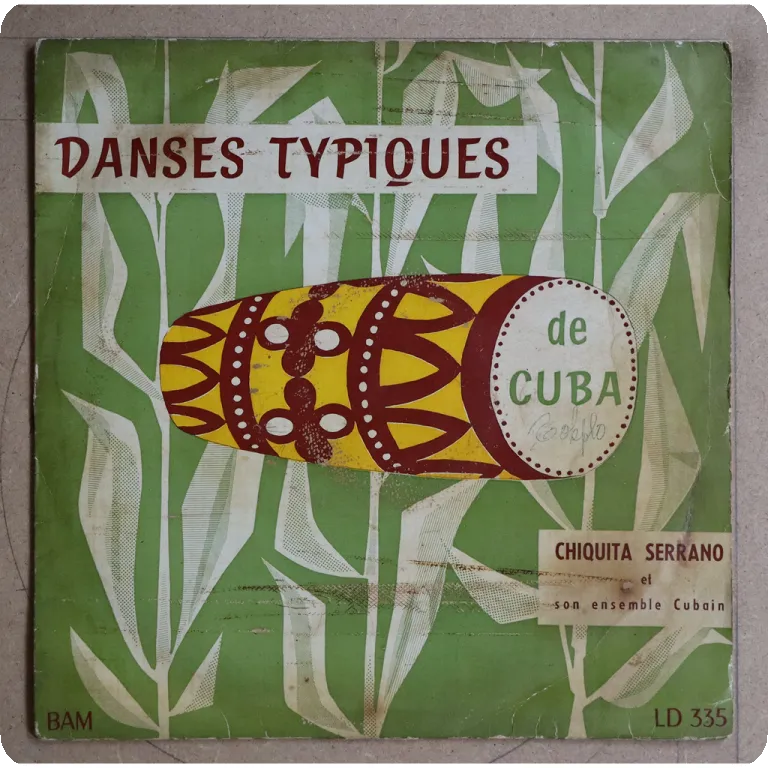 DANSES TYPIQUES
de
CUBA
CHIQUITA SERRANO
et
son ensemble Cubain
BAM
LD 335